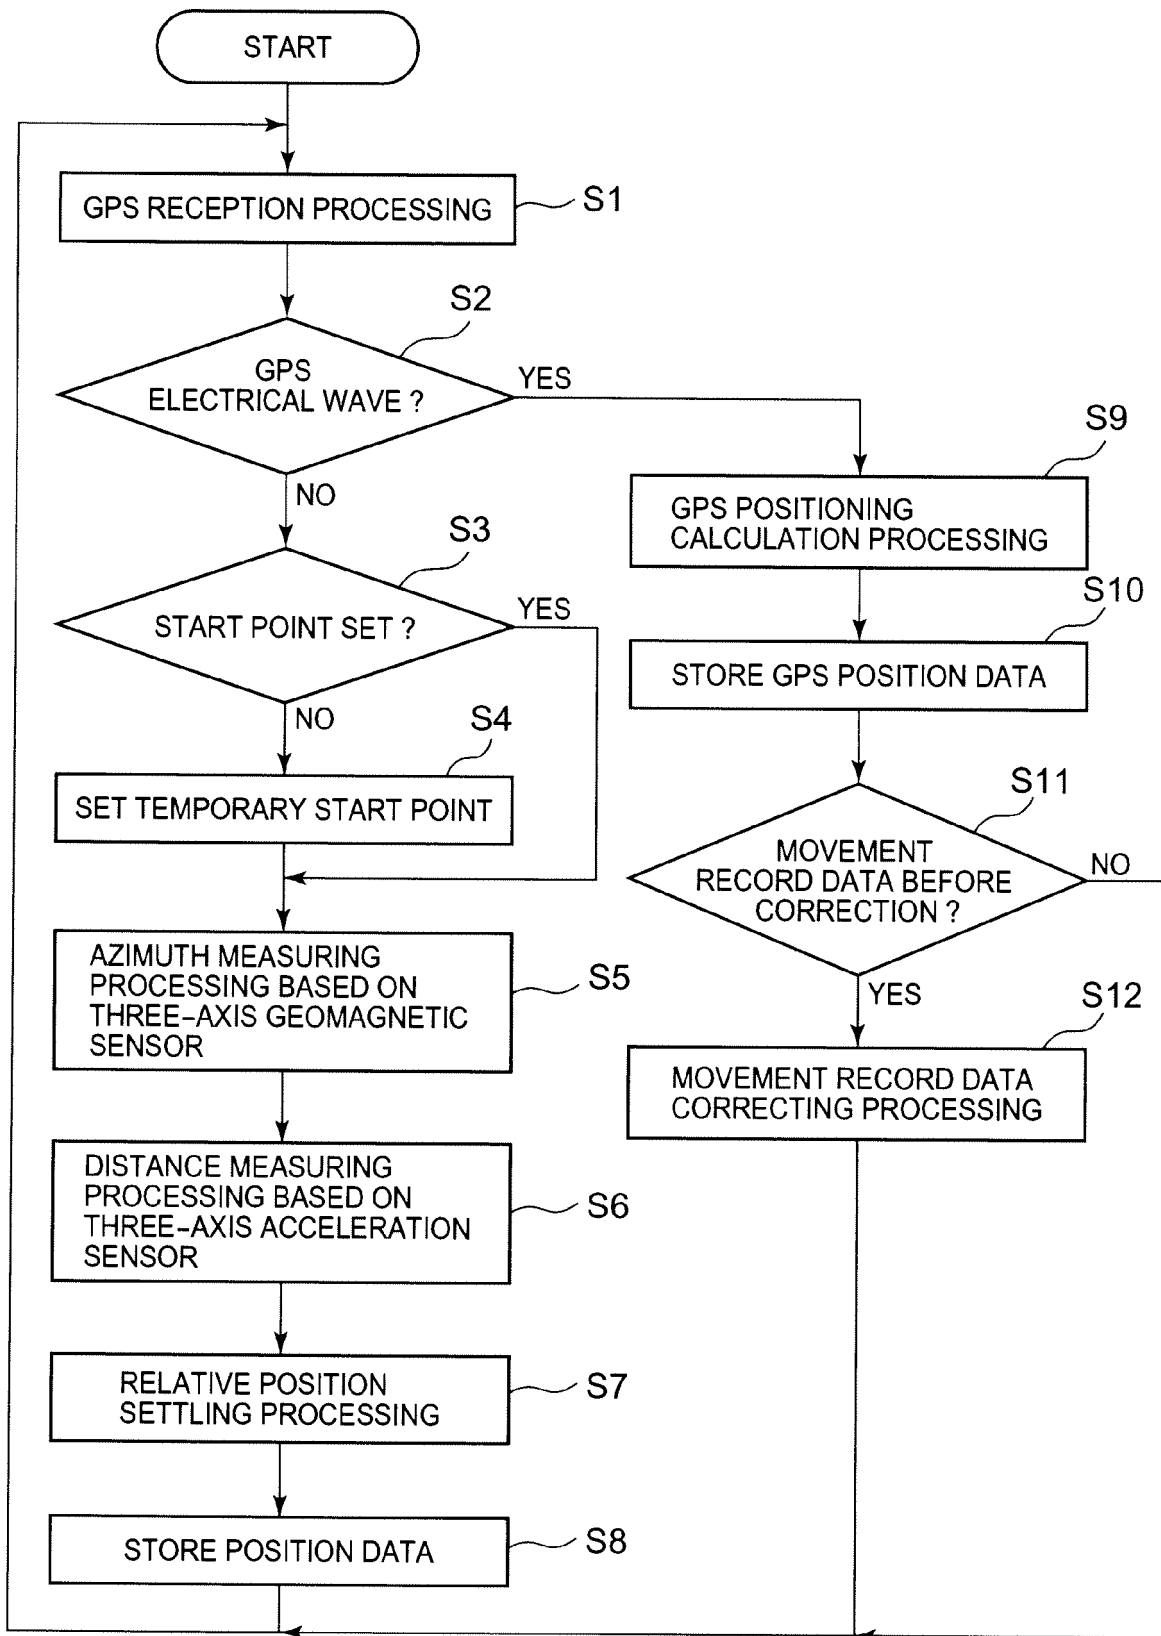 START
GPS RECEPTION PROCESSING
S1
S2
GPS
ELECTRICAL WAVE ?
YES
NO
S3
START POINT SET ?
YES
NO
S4
SET TEMPORARY START POINT
AZIMUTH MEASURING
PROCESSING BASED ON
THREE-AXIS GEOMAGNETIC
SENSOR
S5
DISTANCE MEASURING
PROCESSING BASED ON
THREE-AXIS ACCELERATION
SENSOR
S6
RELATIVE POSITION
SETTLING PROCESSING
S7
STORE POSITION DATA
S8
S9
GPS POSITIONING
CALCULATION PROCESSING
S10
STORE GPS POSITION DATA
S11
MOVEMENT
RECORD DATA BEFORE
CORRECTION ?
NO
YES
S12
MOVEMENT RECORD DATA
CORRECTING PROCESSING